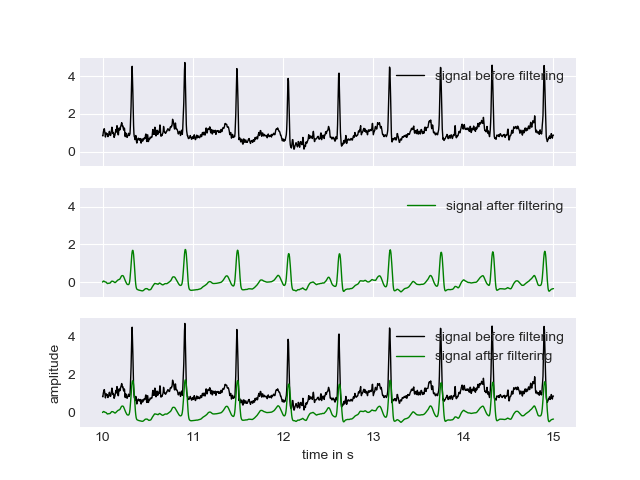 4
signal before filtering
2
0
4
signal after filtering
2
0
4
signal before filtering
signal after filtering
2
0
amplitude
10 11 12 13 14 15
time in s